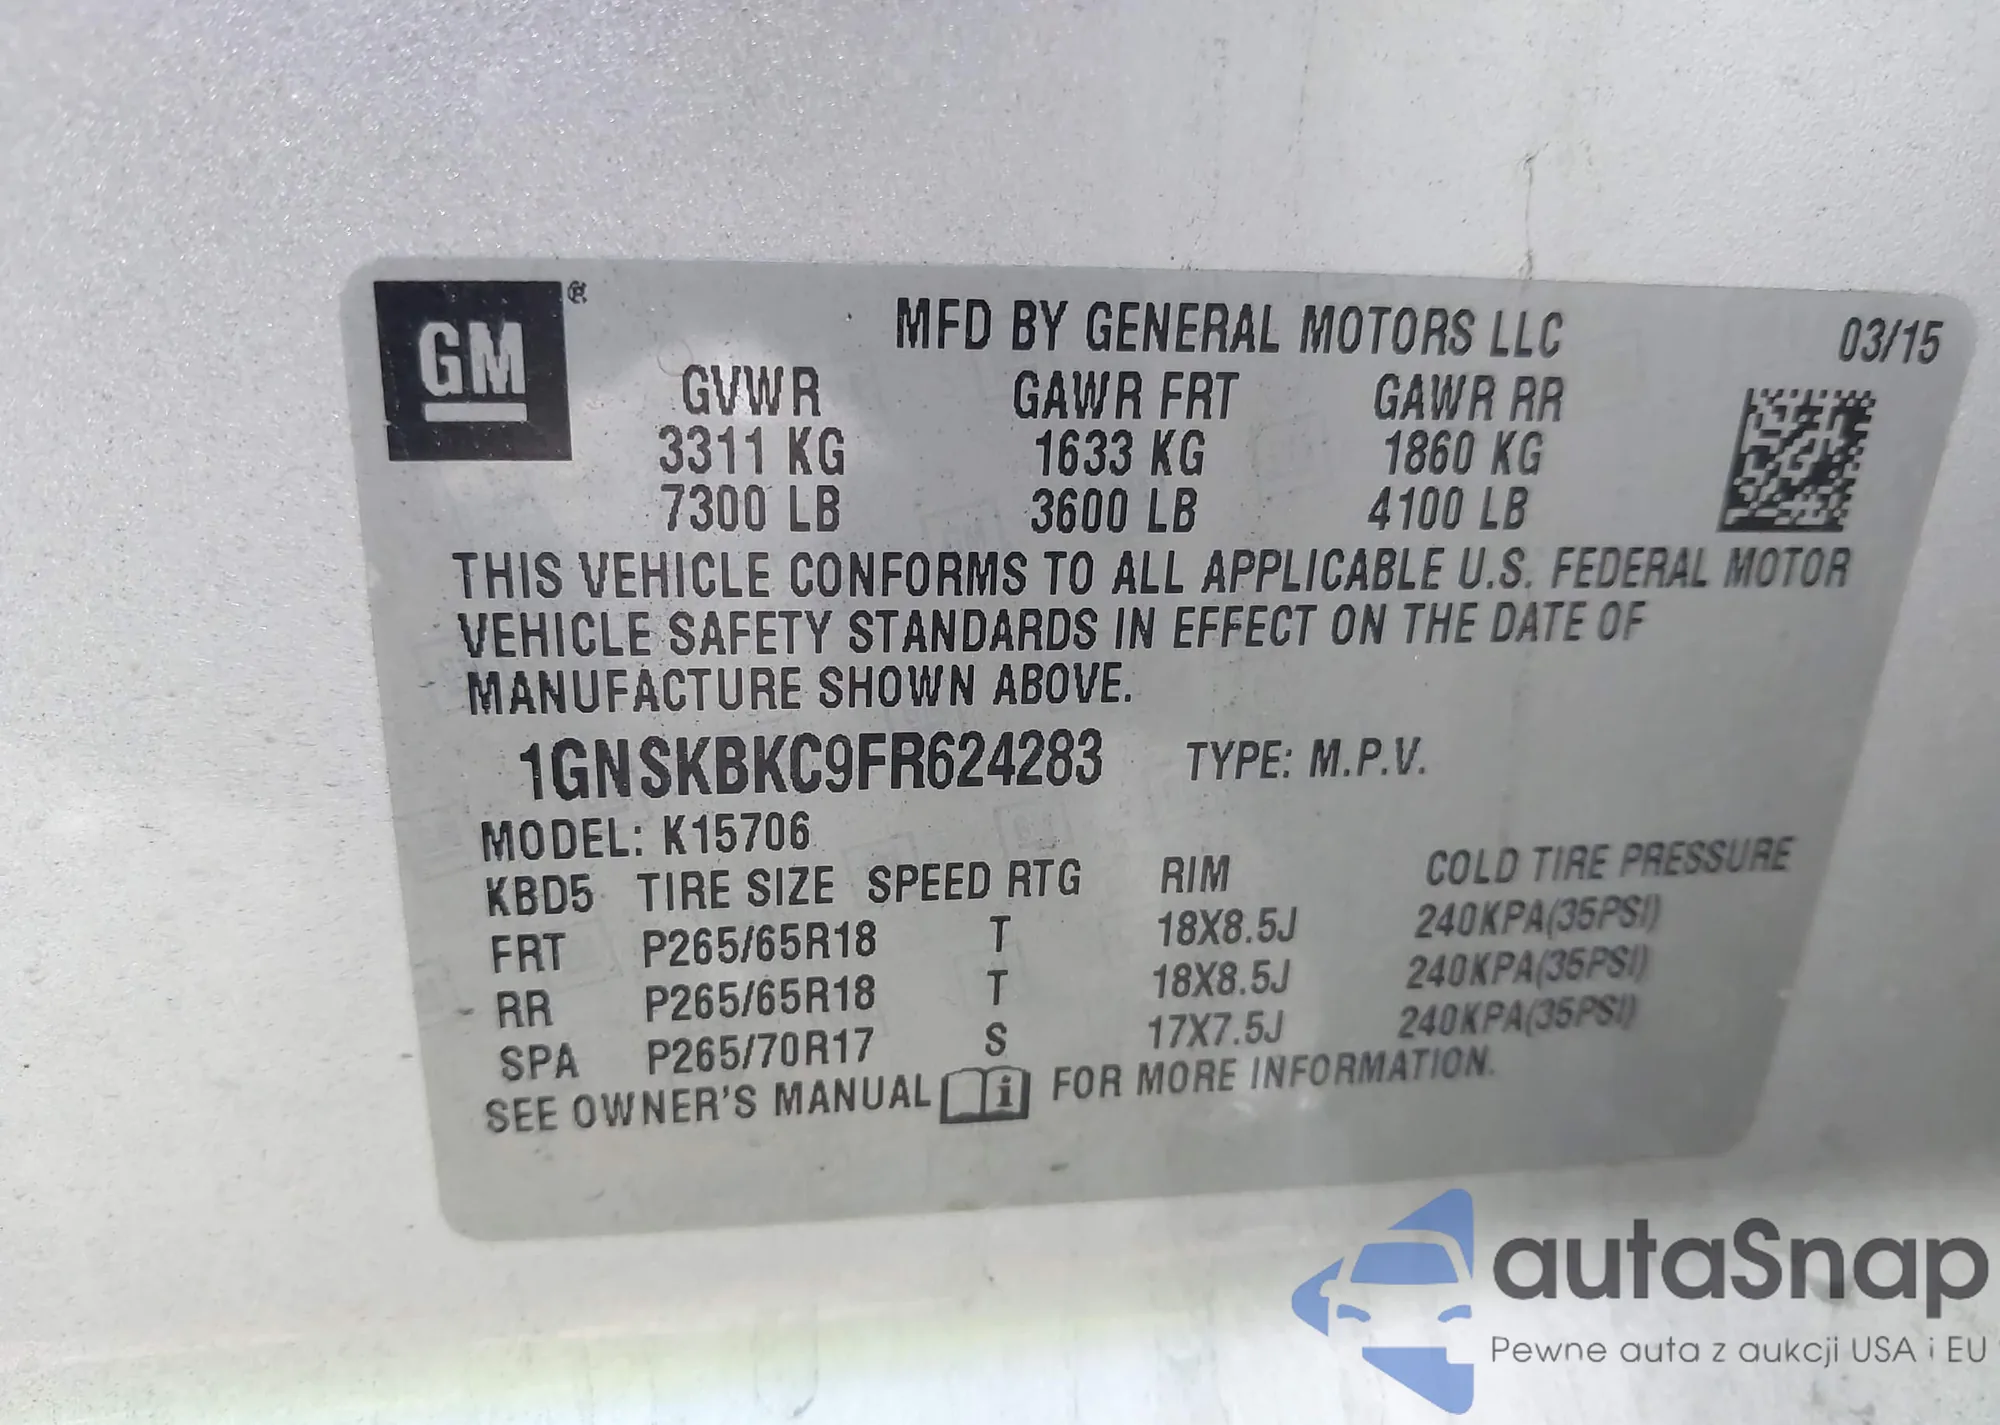 GM
MFD BY GENERAL MOTORS LLC 03/15
GVWR GAWR FRT GAWR RR
3311 KG 1633 KG 1860 KG
7300 LB 3600 LB 4100 LB
THIS VEHICLE CONFORMS TO ALL APPLICABLE U.S. FEDERAL MOTOR
VEHICLE SAFETY STANDARDS IN EFFECT ON THE DATE OF
MANUFACTURE SHOWN ABOVE.
1GNSKBKC9FR624283 TYPE: M.P.V.
MODEL: K15706
KBD5 TIRE SIZE SPEED RTG RIM COLD TIRE PRESSURE
FRT P265/65R18 T 18X8.5J 240KPA(35PSI)
RR P265/65R18 T 18X8.5J 240KPA(35PSI)
SPA P265/70R17 S 17X7.5J 240KPA(35PSI)
SEE OWNER'S MANUAL i FOR MORE INFORMATION.
autaSnap
Pewne auta z aukcji USA i EU